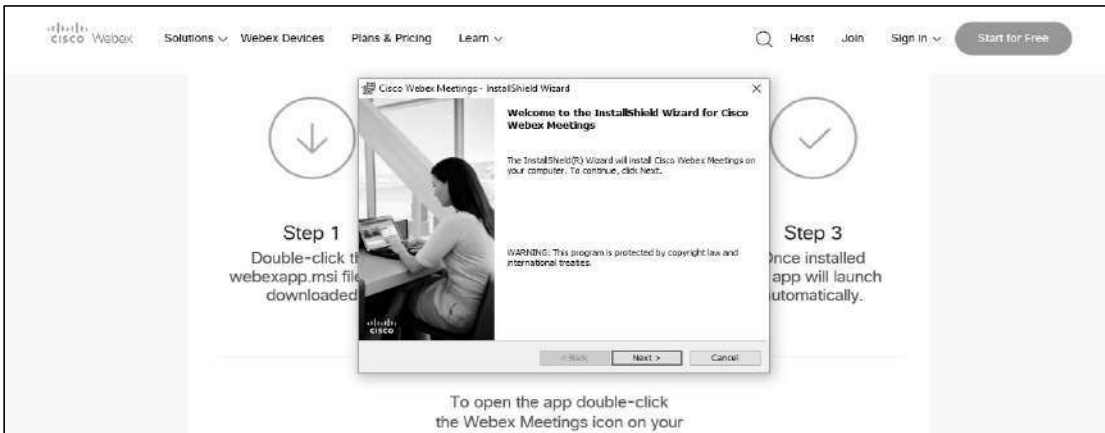 CISCO Webex
Solutions Webex Devices Plans & Pricing Learn Host Join Sign in Start for Free
Cisco Webex Meetings - InstallShield Wizard
Welcome to the InstallShield Wizard for Cisco
Webex Meetings
The InstallShield(R) Wizard will install Cisco Webex Meetings on
your computer. To continue, click Next.
WARNING: This program is protected by copyright law and
international treaties.
CISCO
< Back Next > Cancel
Step 1
Double-click
webexapp.msi
downloaded
Step 3
Once installed
app will launch
automatically.
To open the app double-click
the Webex Meetings icon on your